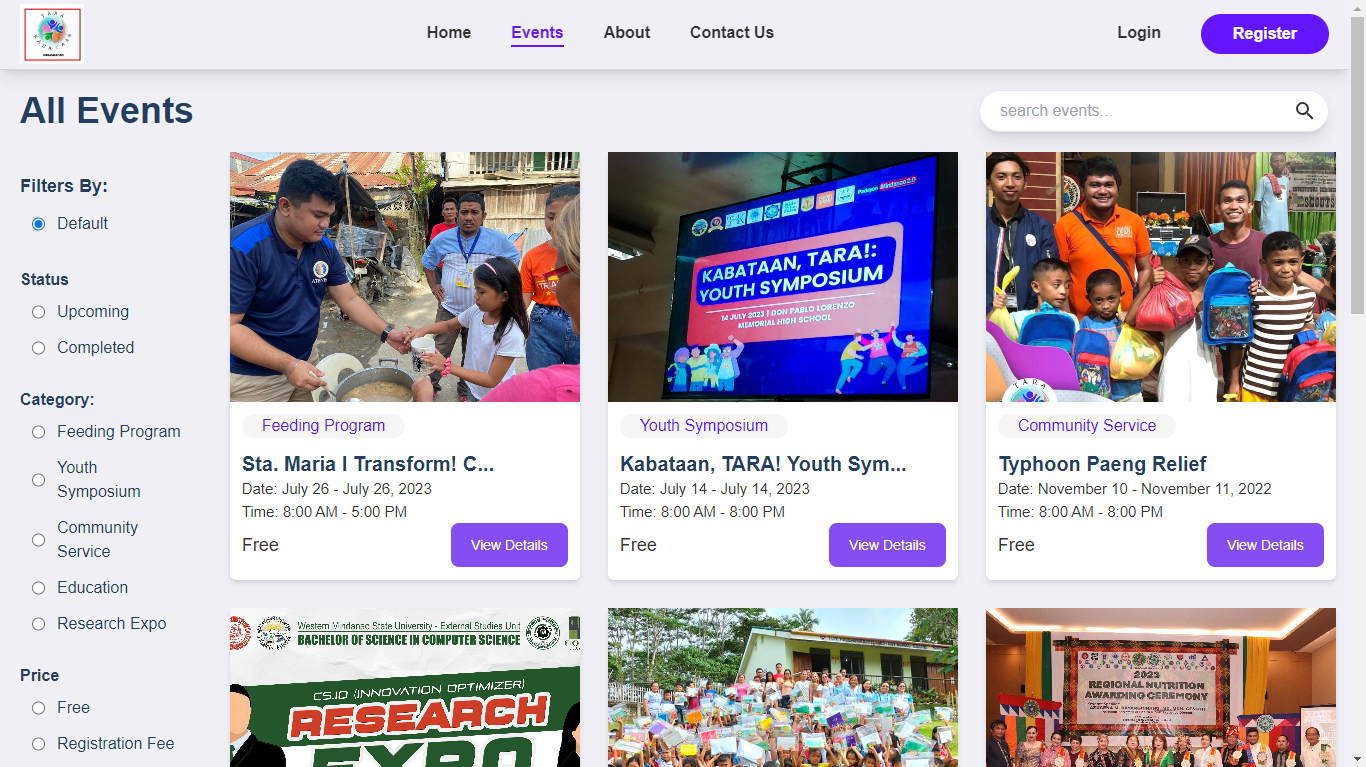 TARA
KABATAAN
Home
Events
About
Contact Us
Login
Register
All Events
search events...
Filters By:
Default
Status
Upcoming
Completed
Category:
Feeding Program
Youth
Symposium
Community
Service
Education
Research Expo
Price
Free
Registration Fee
Feeding Program
Sta. Maria I Transform! C...
Date: July 26 - July 26, 2023
Time: 8:00 AM - 5:00 PM
Free
View Details
KABATAAN, TARA!:
YOUTH SYMPOSIUM
14 JULY 2023 | DON PABLO LORENZO
MEMORIAL HIGH SCHOOL
Youth Symposium
Kabataan, TARA! Youth Sym...
Date: July 14 - July 14, 2023
Time: 8:00 AM - 8:00 PM
Free
View Details
SCOUTS
TARA
Community Service
Typhoon Paeng Relief
Date: November 10 - November 11, 2022
Time: 8:00 AM - 8:00 PM
Free
View Details
Western Mindanao State University - External Studies Unit
BACHELOR OF SCIENCE IN COMPUTER SCIENCE
CS.IO (INNOVATION OPTIMIZER)
RESEARCH
EXPO
2023
REGIONAL NUTRITION
AWARDING CEREMONY